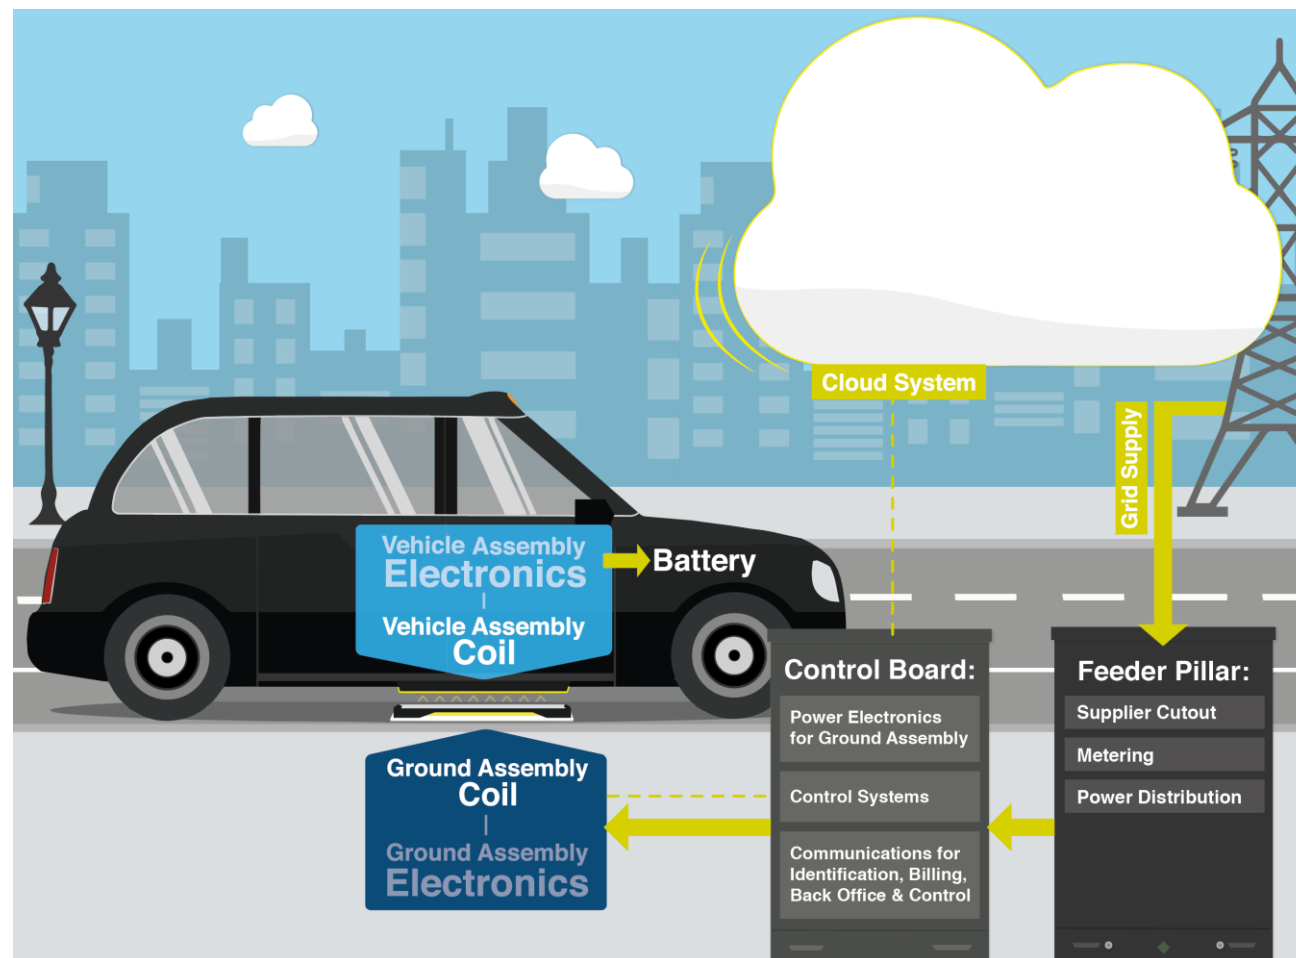 Cloud System
Grid Supply
Vehicle Assembly
Electronics
Battery
Vehicle Assembly
Coil
Ground Assembly
Coil
Ground Assembly
Electronics
Control Board:
Power Electronics
for Ground Assembly
Control Systems
Communications for
Identification, Billing,
Back Office & Control
Feeder Pillar:
Supplier Cutout
Metering
Power Distribution